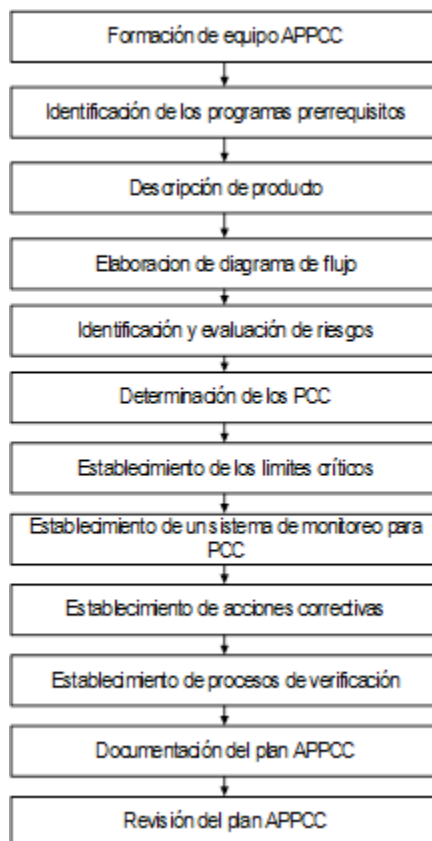 Formación de equipo APPCC
Identificación de los programas prerrequisitos
Descripción de producto
Elaboracion de diagrama de flujo
Identificación y evaluación de riesgos
Determinación de los PCC
Establecimiento de los limites críticos
Establecimiento de un sistema de monitoreo para
PCC
Establecimiento de acciones correctivas
Establecimiento de procesos de verificación
Documentación del plan APPCC
Revisión del plan APPCC